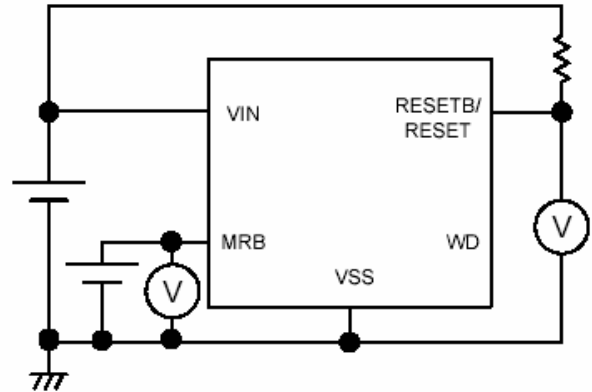 VIN
RESETB/
RESET
MRB
WD
V
V
VSS